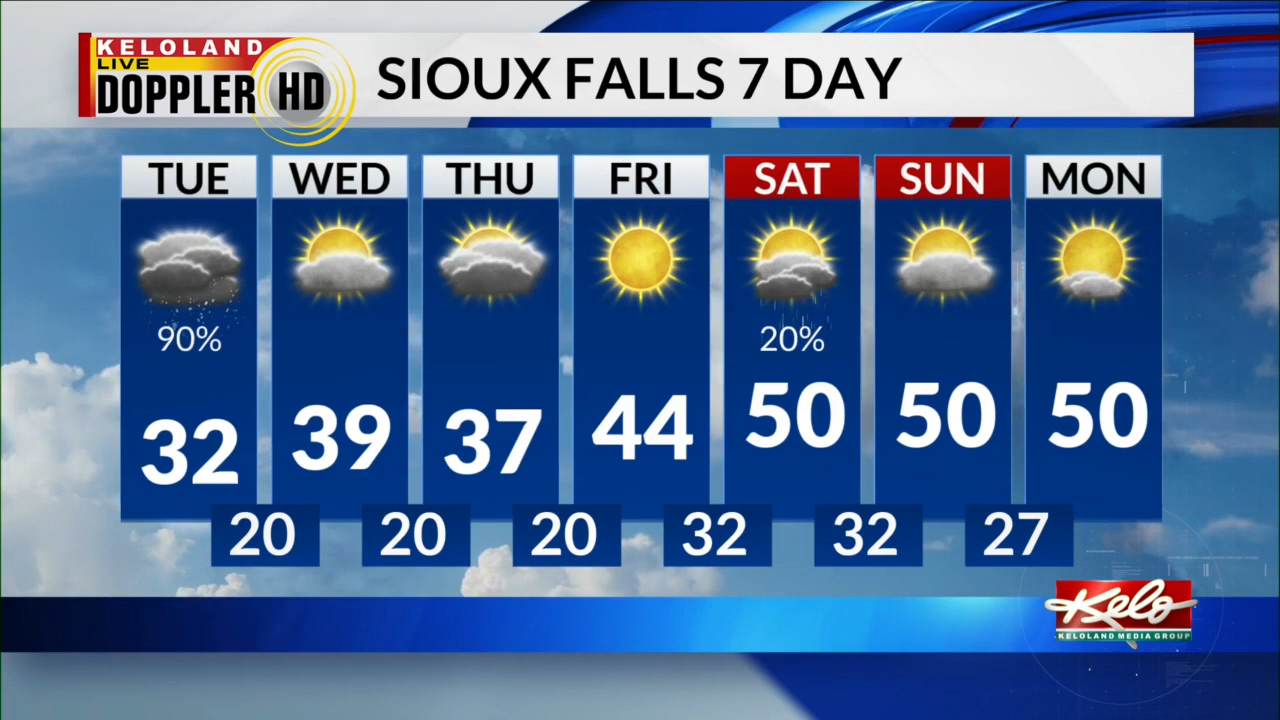 KELOLAND
LIVE
DOPPLER HD
SIOUX FALLS 7 DAY
TUE WED THU FRI SAT SUN MON
90% 20%
32 39 37 44 50 50 50
20 20 20 32 32 27
Kelo
KELOLAND MEDIA GROUP